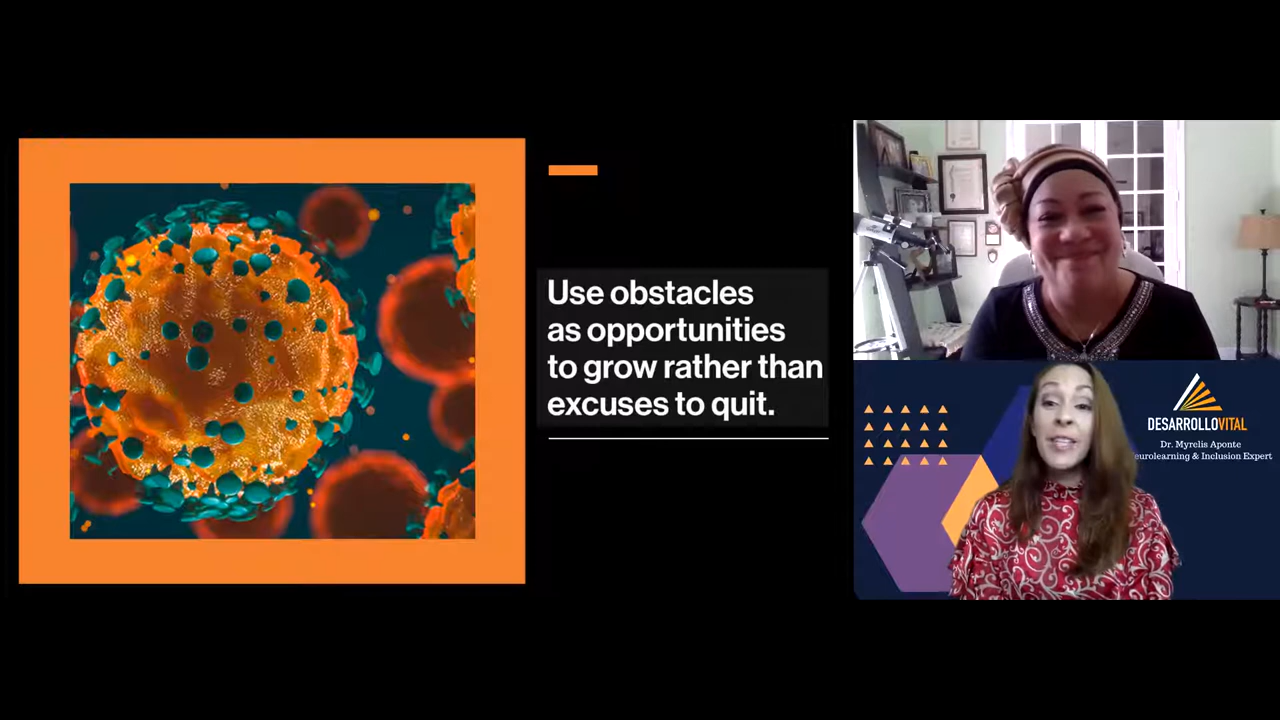 Use obstacles
as opportunities
to grow rather than
excuses to quit.
DESARROLLOVITAL
Dr. Myrelis Aponte
eurolearning & Inclusion Expert